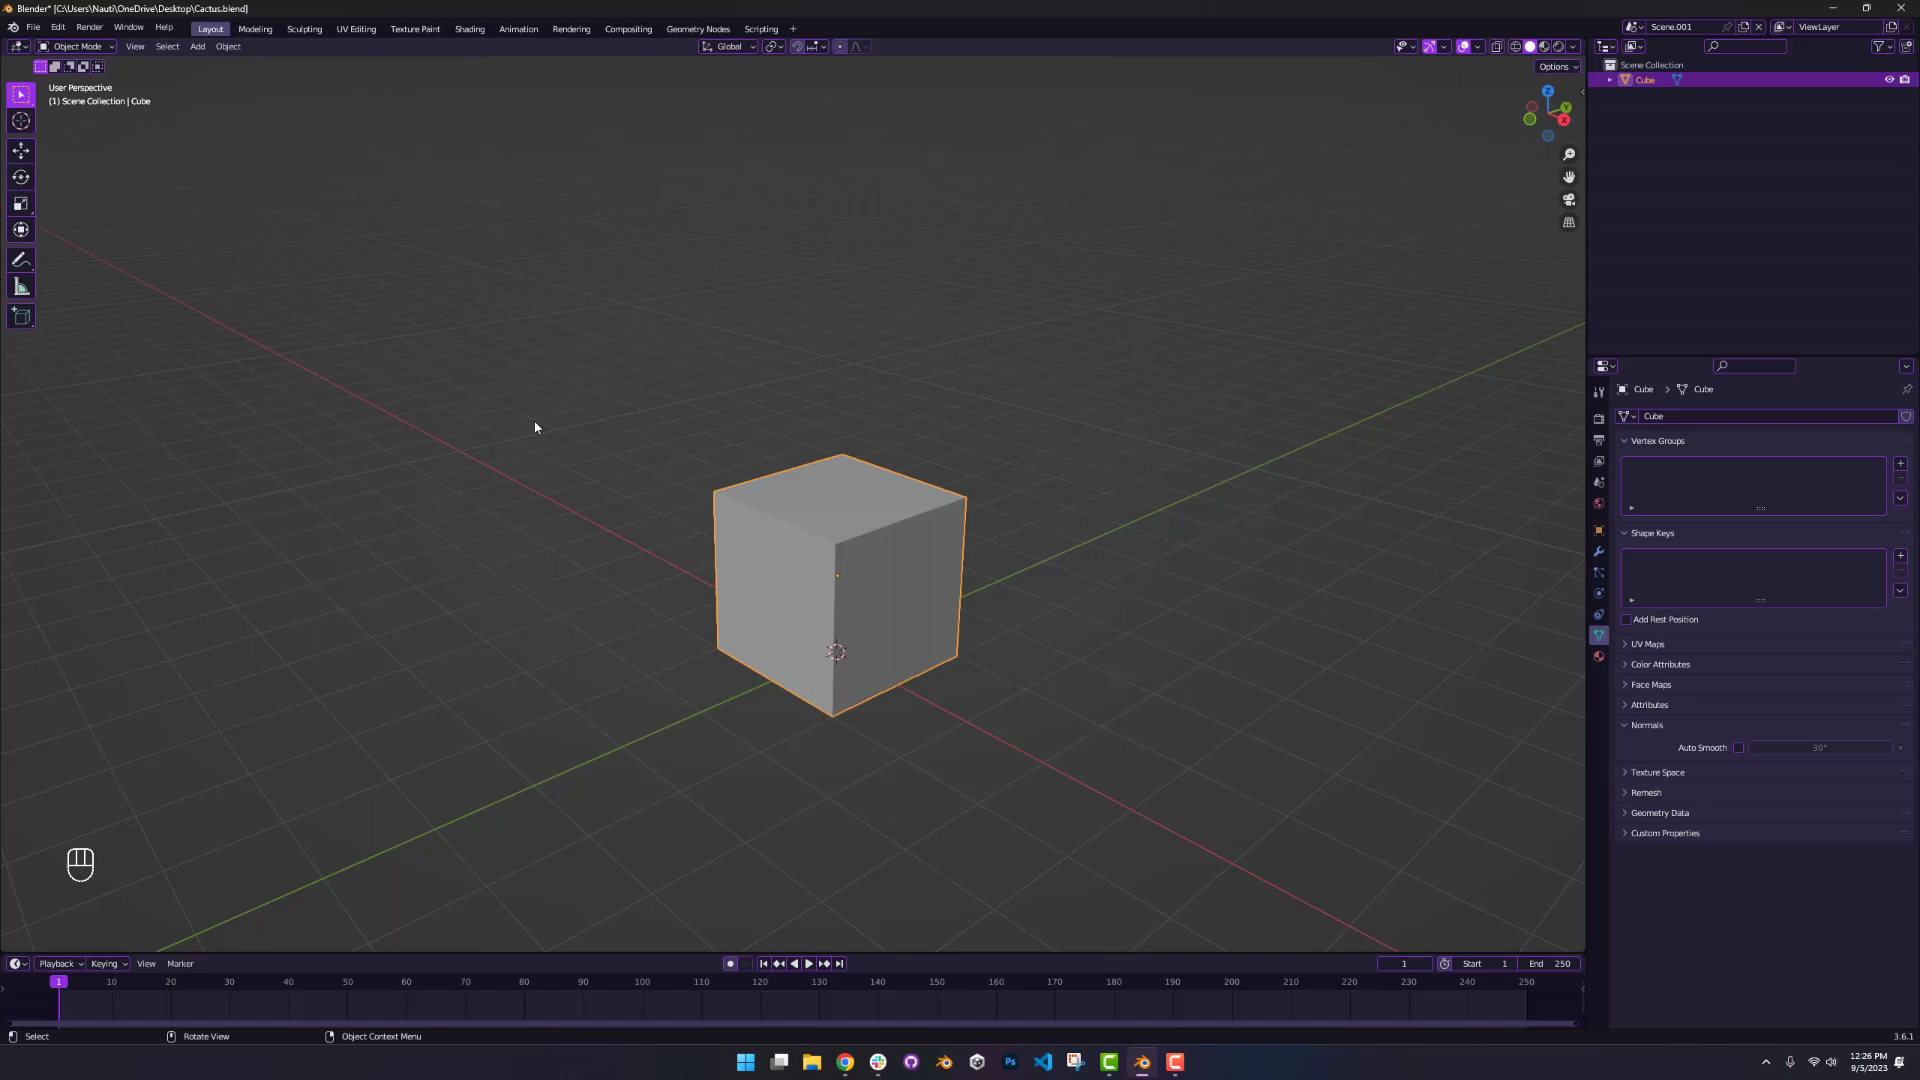 Blender* [C:\Users\Nauti\OneDrive\Desktop\Cactus.blend]
File Edit Render Window Help Layout Modeling Sculpting UV Editing Texture Paint Shading Animation Rendering Compositing Geometry Nodes Scripting + Scene.001 ViewLayer
Object Mode View Select Add Object Global
Options
User Perspective
(1) Scene Collection | Cube
Z
Y
X
Scene Collection
Cube
Cube > Cube
Cube
Vertex Groups
Shape Keys
Add Rest Position
UV Maps
Color Attributes
Face Maps
Attributes
Normals
Auto Smooth 30°
Texture Space
Remesh
Geometry Data
Custom Properties
Playback Keying View Marker 1 Start 1 End 250
1 10 20 30 40 50 60 70 80 90 100 110 120 130 140 150 160 170 180 190 200 210 220 230 240 250
Select Rotate View Object Context Menu 3.6.1
Ps
12:26 PM
9/5/2023